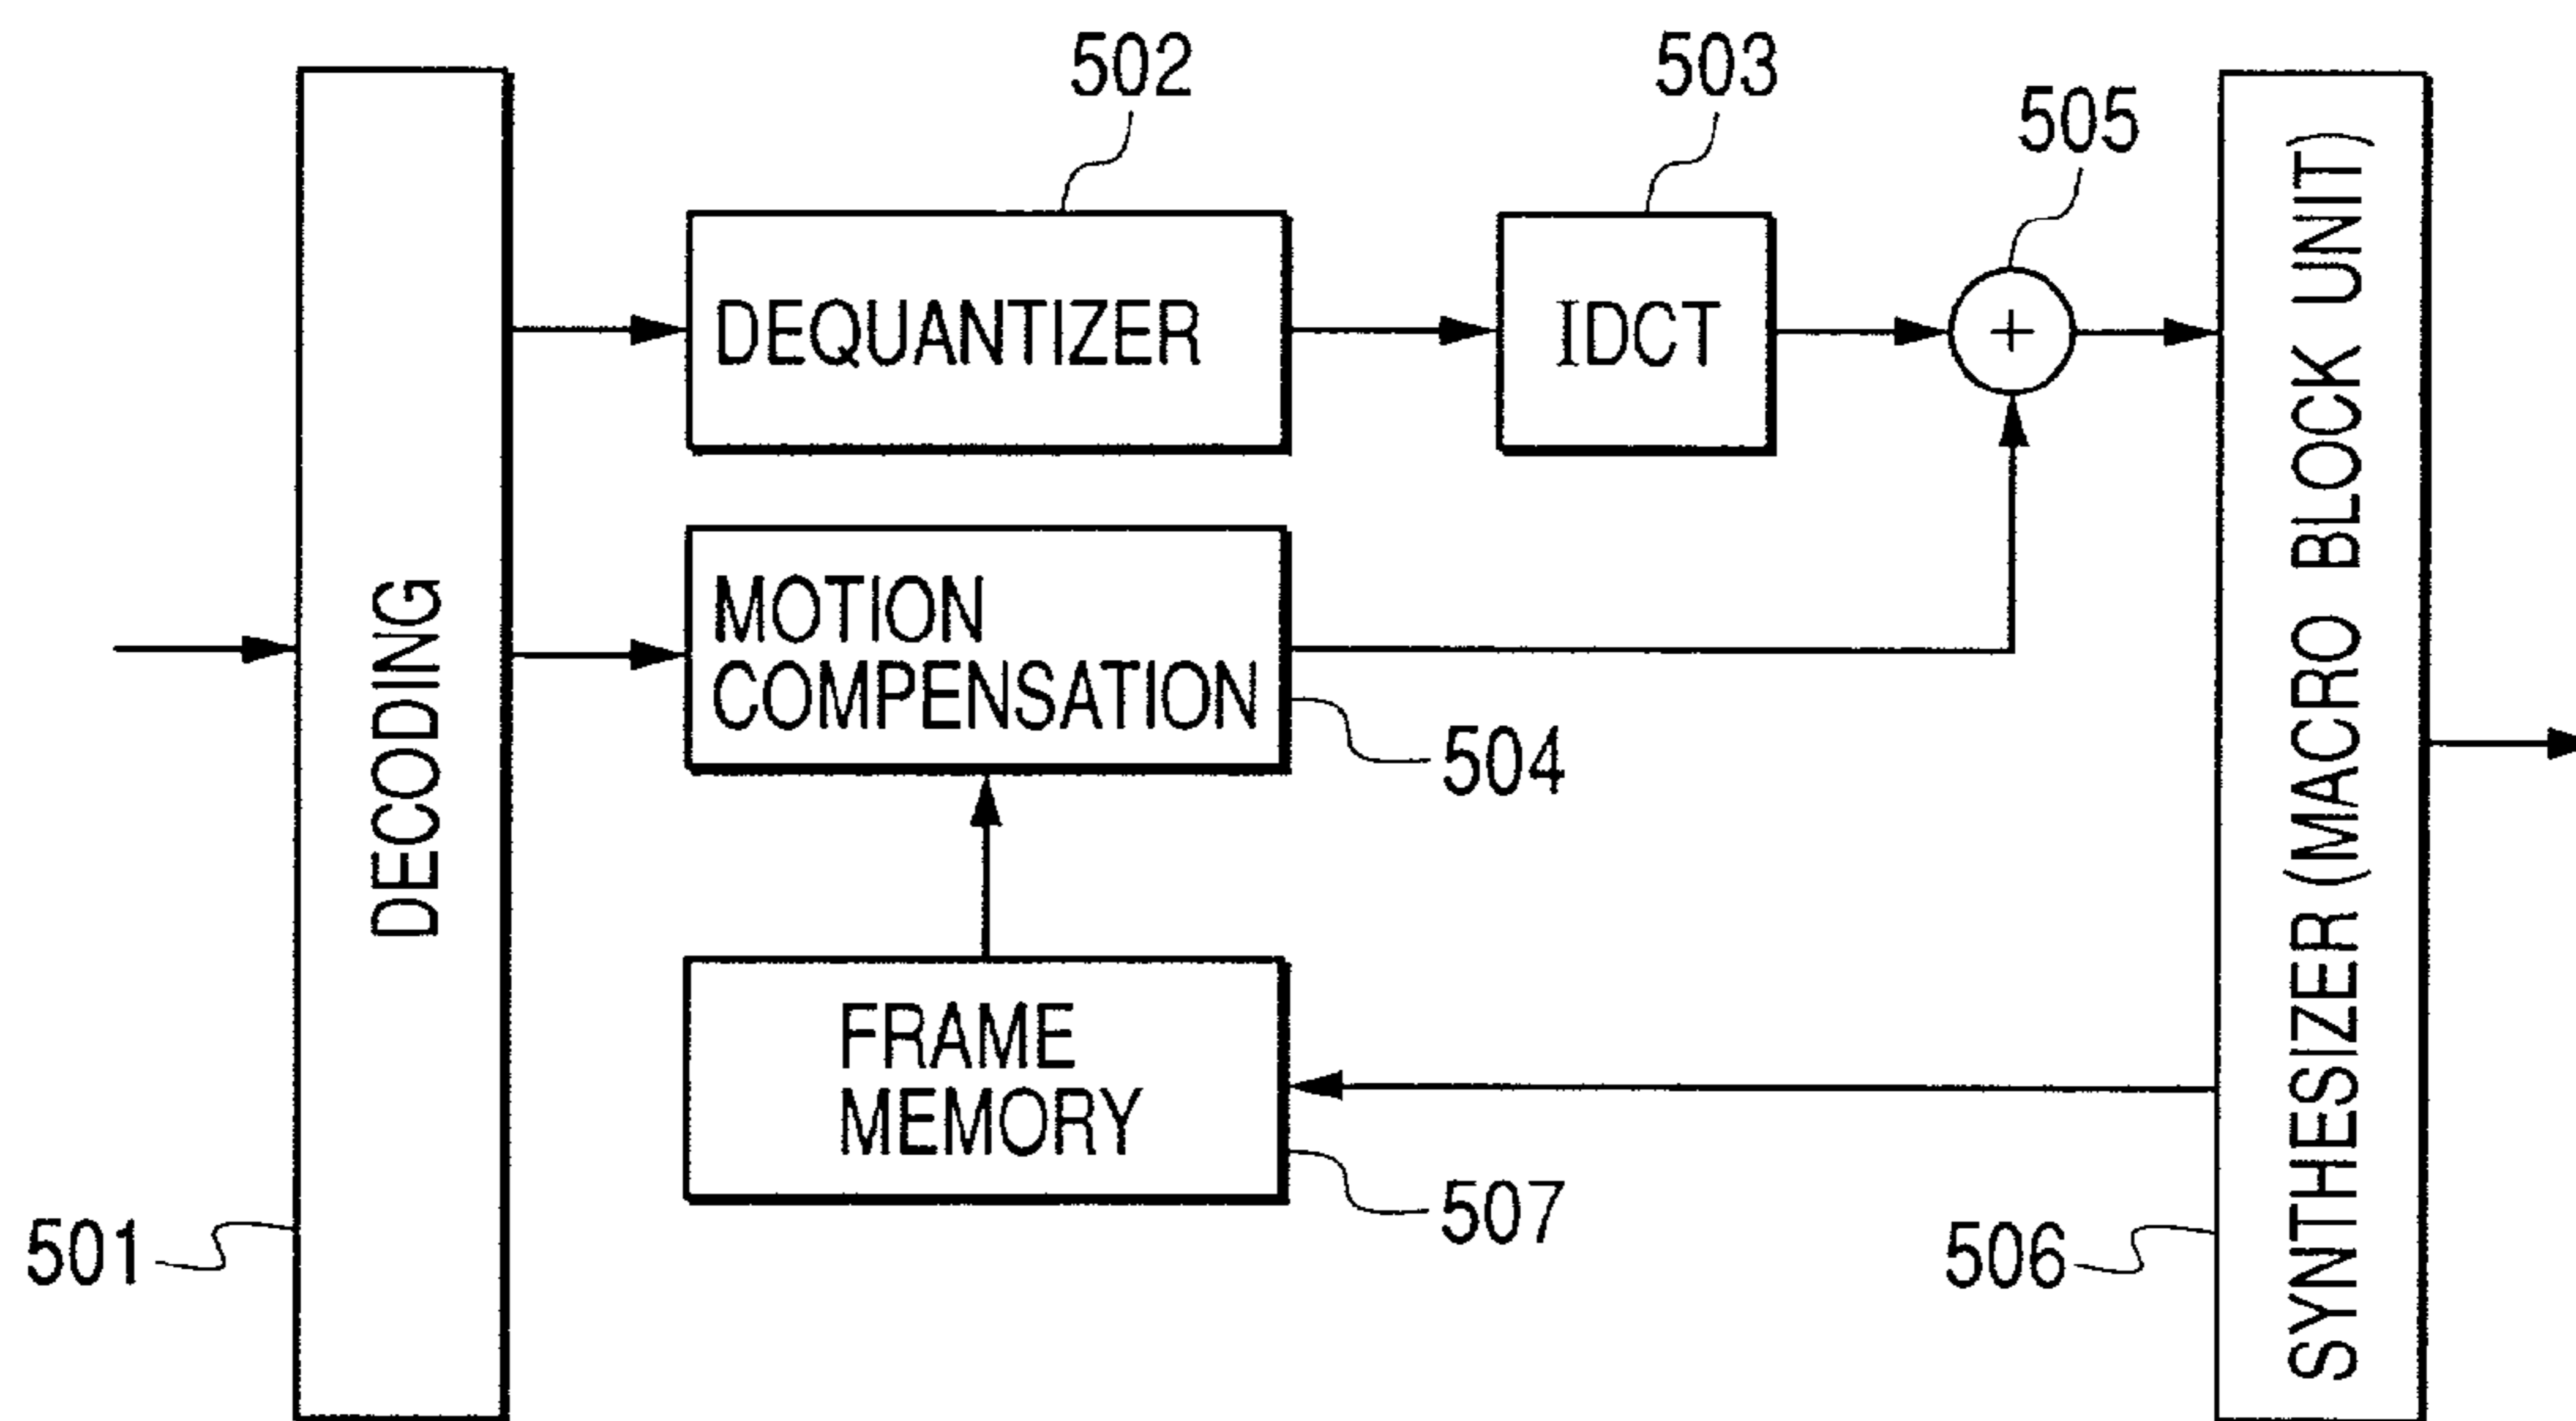 502
503
505
DEQUANTIZER
IDCT
+
DECODING
MOTION
COMPENSATION
504
FRAME
MEMORY
507
501
506
SYNTHESIZER (MACRO BLOCK UNIT)